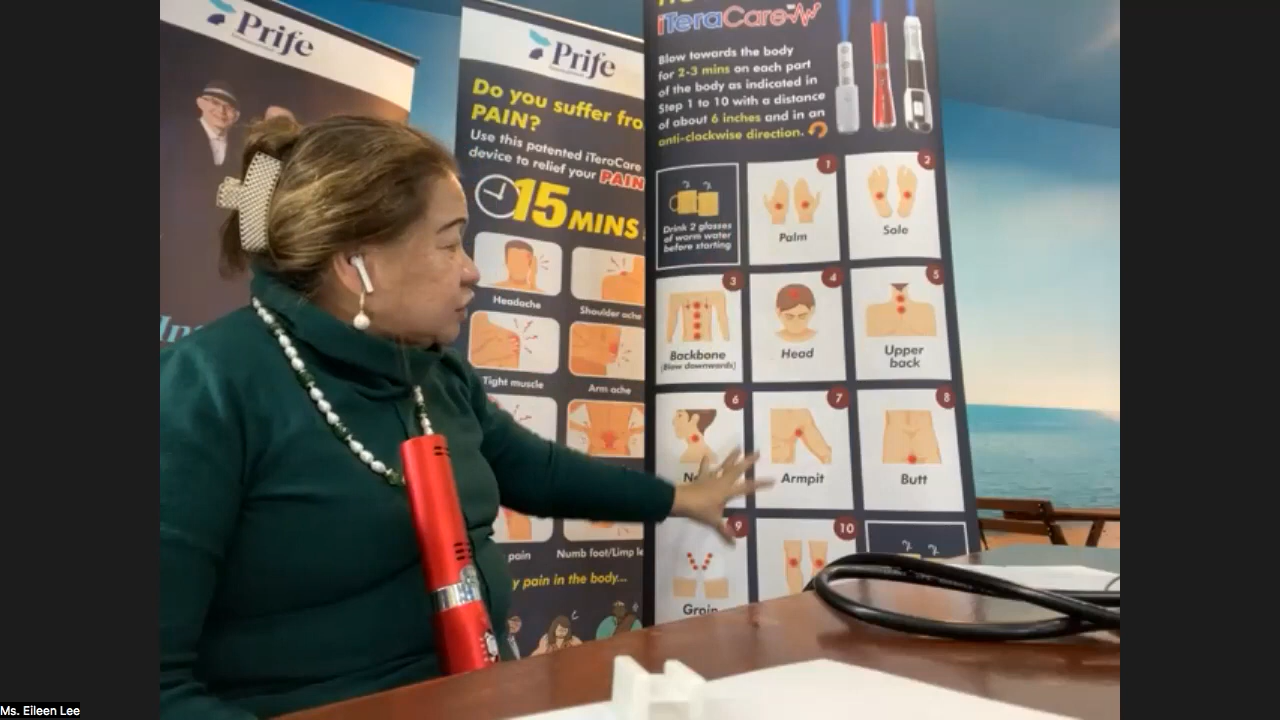 Prife
International
Prife
International
Do you suffer fro
PAIN?
Use this patented iTeraCare
device to relief your PAIN
15 MINS
Headache
Shoulder ache
Tight muscle
Arm ache
pain
Numb foot/Limp le
y pain in the body...
iTeraCare
Blow towards the body
for 2-3 mins on each part
of the body as indicated in
Step 1 to 10 with a distance
of about 6 inches and in an
anti-clockwise direction.
Drink 2 glasses
of warm water
before starting
1
Palm
2
Sole
3
Backbone
(Blow downwards)
4
Head
5
Upper
back
6
7
Armpit
8
Butt
9
Groin
10
Ms. Eileen Lee